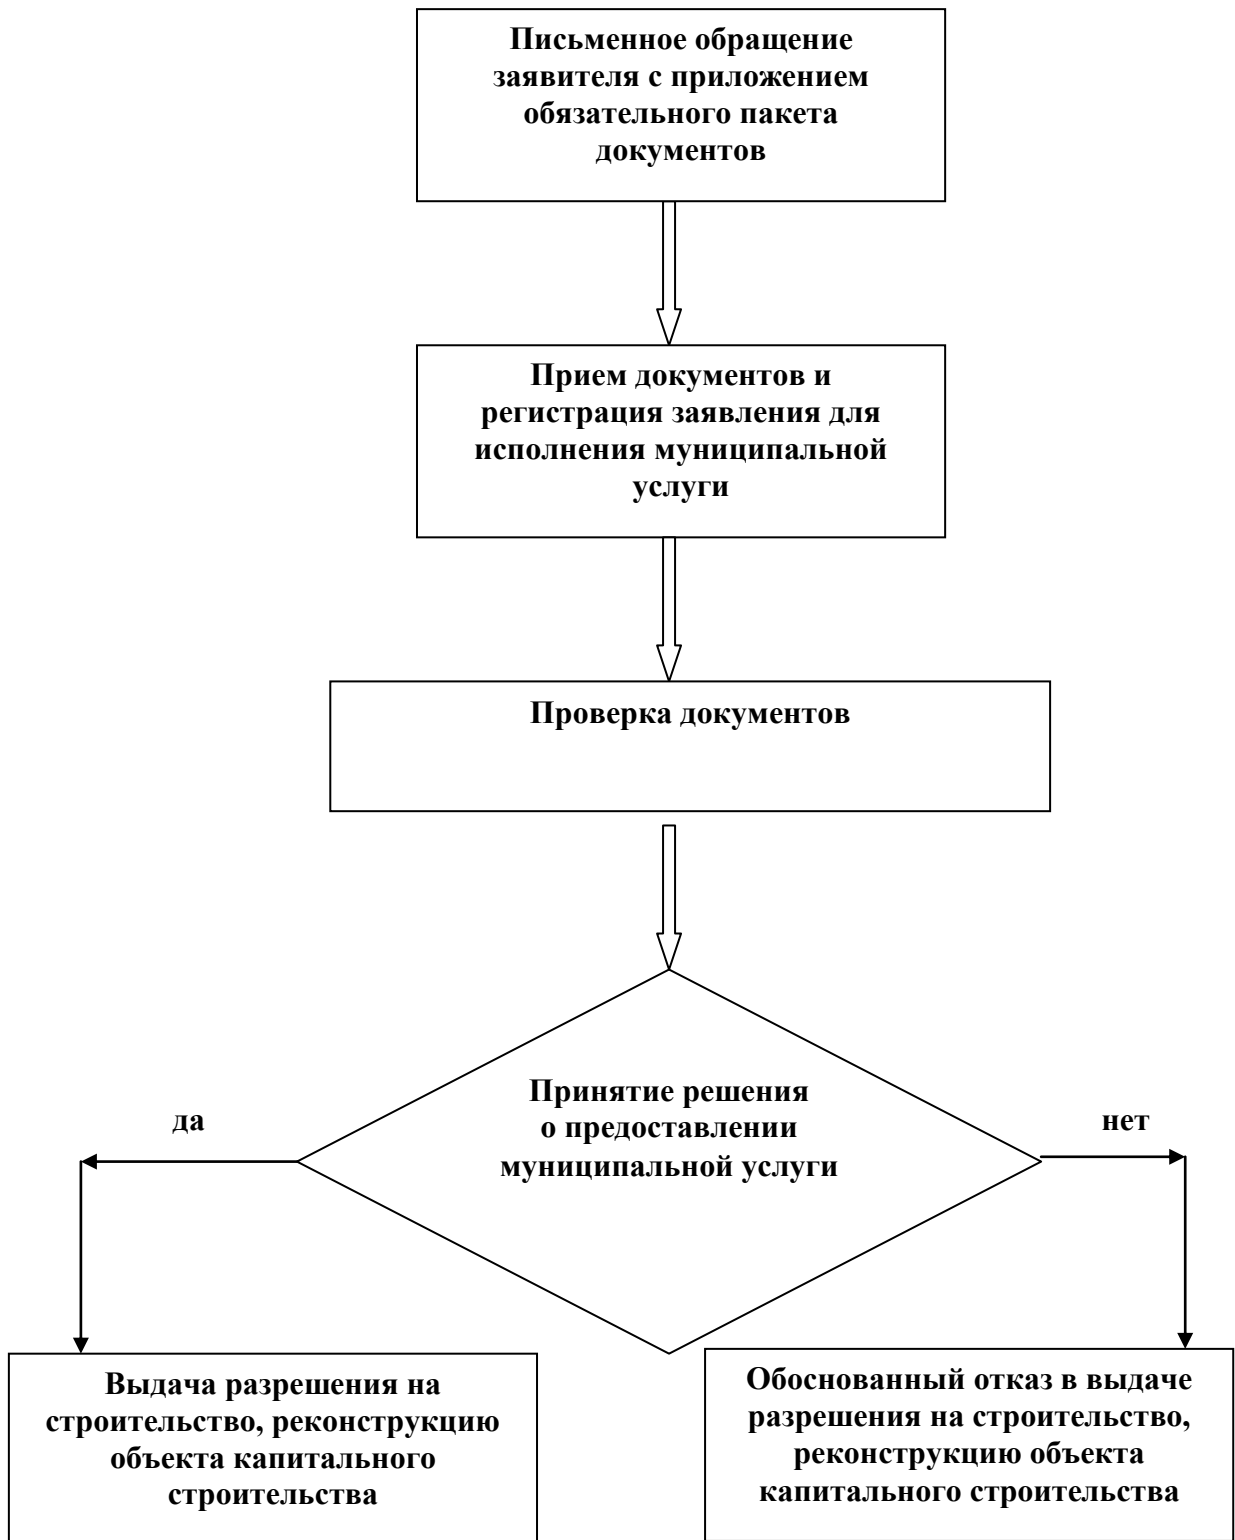 Письменное обращение
заявителя с приложением
обязательного пакета
документов
Прием документов и
регистрация заявления для
исполнения муниципальной
услуги
Проверка документов
Принятие решения
о предоставлении
муниципальной услуги
да
нет
Выдача разрешения на
строительство, реконструкцию
объекта капитального
строительства
Обоснованный отказ в выдаче
разрешения на строительство,
реконструкцию объекта
капитального строительства